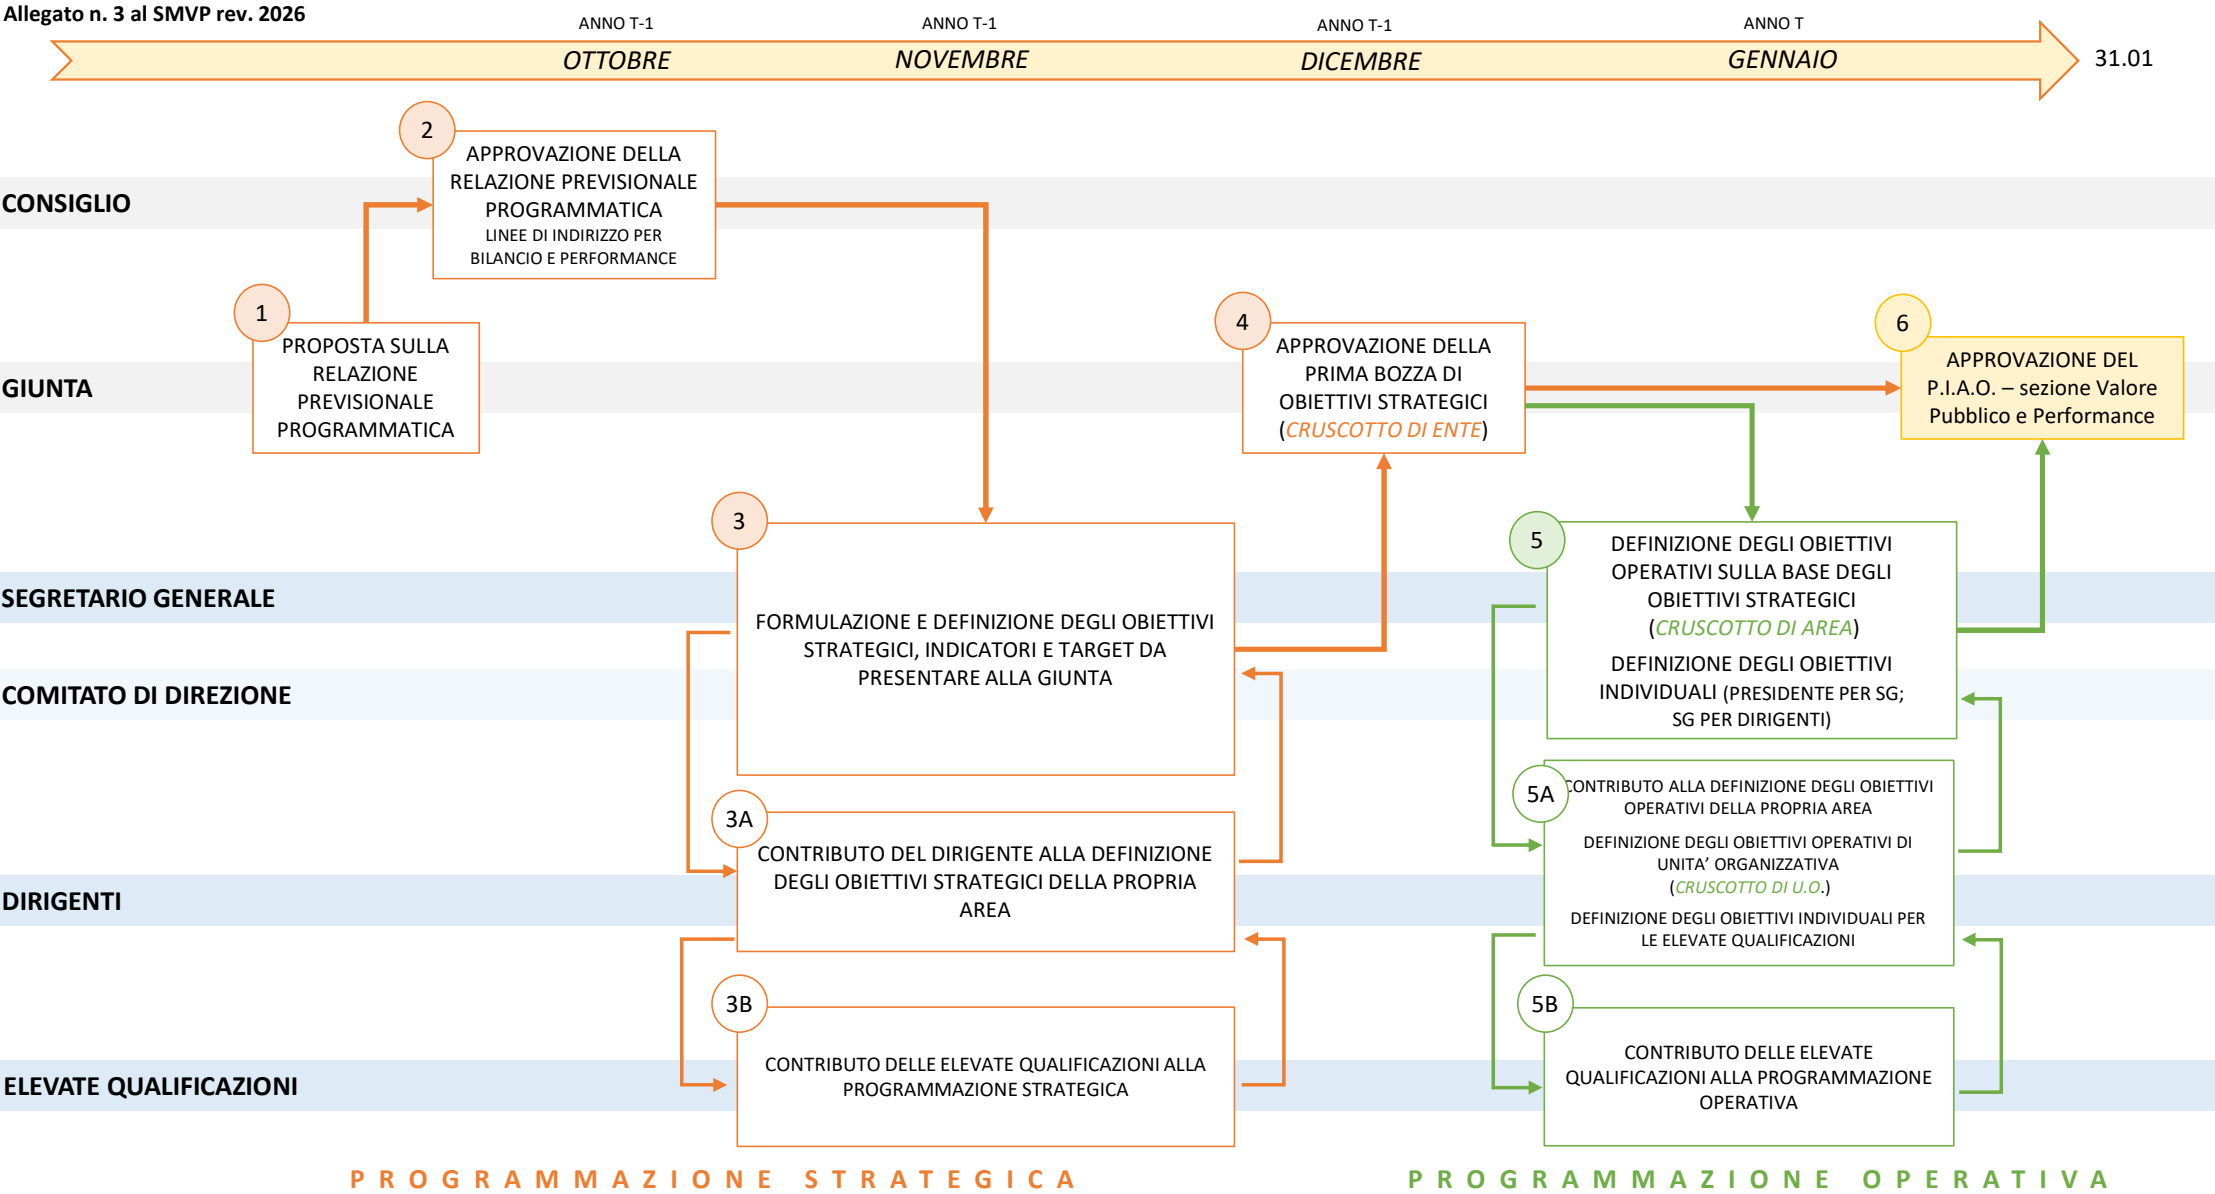 Allegato n. 3 al SMVP rev. 2026
ANNO T-1
ANNO T-1
ANNO T-1
ANNO T
OTTOBRE
NOVEMBRE
DICEMBRE
GENNAIO
31.01
2
APPROVAZIONE DELLA
RELAZIONE PREVISIONALE
PROGRAMMATICA
LINEE DI INDIRIZZO PER
BILANCIO E PERFORMANCE
CONSIGLIO
1
PROPOSTA SULLA
RELAZIONE
PREVISIONALE
PROGRAMMATICA
GIUNTA
4
APPROVAZIONE DELLA
PRIMA BOZZA DI
OBIETTIVI STRATEGICI
(CRUSCOTTO DI ENTE)
6
APPROVAZIONE DEL
P.I.A.O. – sezione Valore
Pubblico e Performance
3
FORMULAZIONE E DEFINIZIONE DEGLI OBIETTIVI
STRATEGICI, INDICATORI E TARGET DA
PRESENTARE ALLA GIUNTA
5
DEFINIZIONE DEGLI OBIETTIVI
OPERATIVI SULLA BASE DEGLI
OBIETTIVI STRATEGICI
(CRUSCOTTO DI AREA)
DEFINIZIONE DEGLI OBIETTIVI
INDIVIDUALI (PRESIDENTE PER SG;
SG PER DIRIGENTI)
SEGRETARIO GENERALE
COMITATO DI DIREZIONE
3A
CONTRIBUTO DEL DIRIGENTE ALLA DEFINIZIONE
DEGLI OBIETTIVI STRATEGICI DELLA PROPRIA
AREA
5A
CONTRIBUTO ALLA DEFINIZIONE DEGLI OBIETTIVI
OPERATIVI DELLA PROPRIA AREA
DEFINIZIONE DEGLI OBIETTIVI OPERATIVI DI
UNITA’ ORGANIZZATIVA
(CRUSCOTTO DI U.O.)
DEFINIZIONE DEGLI OBIETTIVI INDIVIDUALI PER
LE ELEVATE QUALIFICAZIONI
DIRIGENTI
3B
CONTRIBUTO DELLE ELEVATE QUALIFICAZIONI ALLA
PROGRAMMAZIONE STRATEGICA
5B
CONTRIBUTO DELLE ELEVATE
QUALIFICAZIONI ALLA PROGRAMMAZIONE
OPERATIVA
ELEVATE QUALIFICAZIONI
PROGRAMMAZIONE STRATEGICA
PROGRAMMAZIONE OPERATIVA